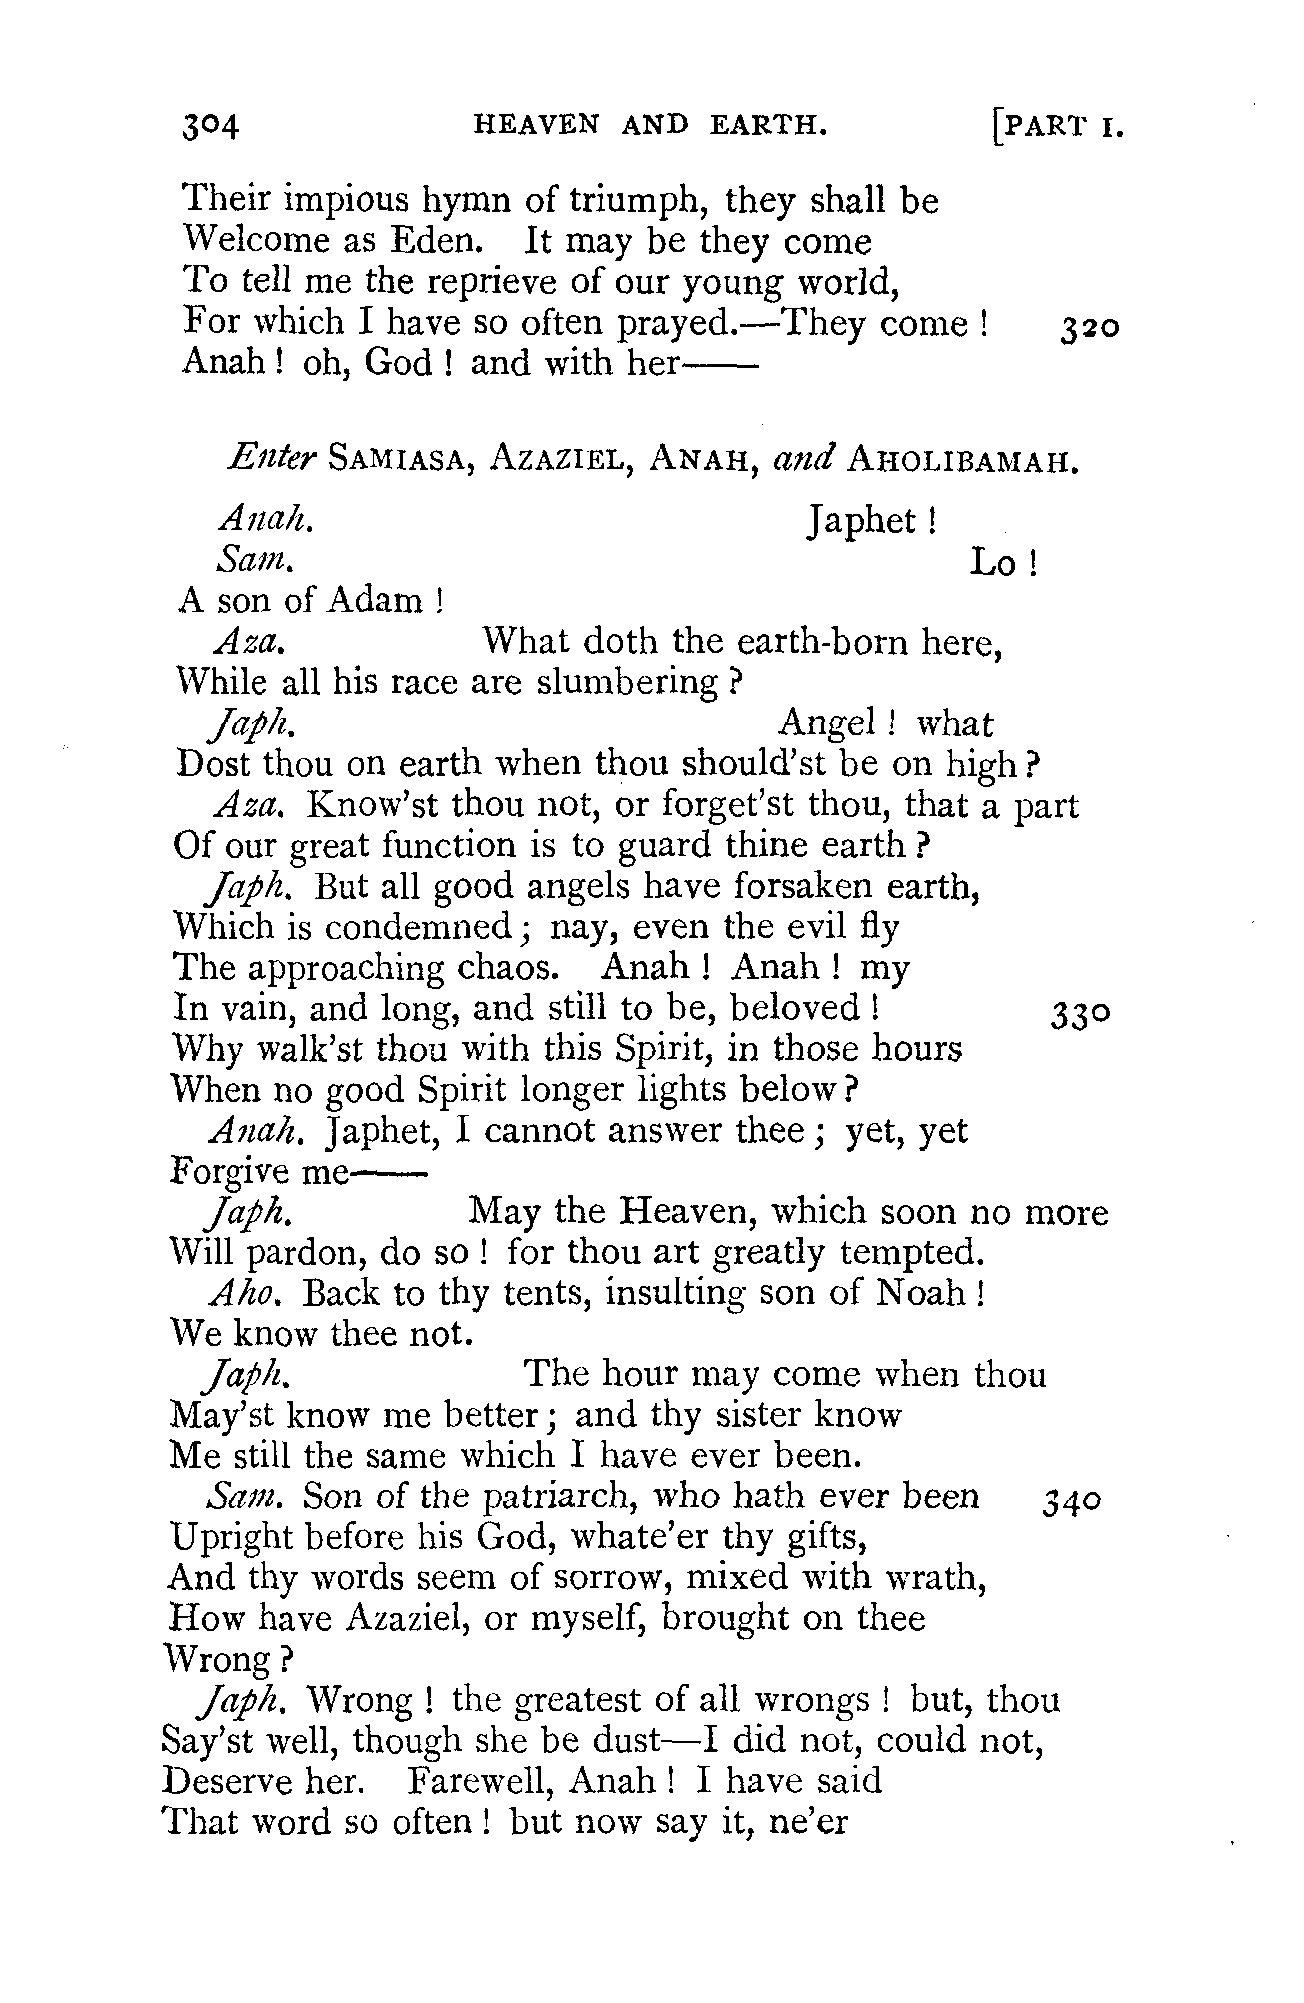 304 HEAVEN AND EARTH. [PART I.
Their impious hymn of triumph, they shall be
Welcome as Eden. It may be they come
To tell me the reprieve of our young world,
For which I have so often prayed.—They come! 320
Anah! oh, God! and with her——
Enter SAMIASA, AZAZIEL, ANAH, and AHOLIBAMAH.
Anah. Japhet!
Sam. Lo!
A son of Adam!
Aza. What doth the earth-born here,
While all his race are slumbering?
Japh. Angel! what
Dost thou on earth when thou should'st be on high?
Aza. Know'st thou not, or forget'st thou, that a part
Of our great function is to guard thine earth?
Japh. But all good angels have forsaken earth,
Which is condemned; nay, even the evil fly
The approaching chaos. Anah! Anah! my
In vain, and long, and still to be, beloved! 330
Why walk'st thou with this Spirit, in those hours
When no good Spirit longer lights below?
Anah. Japhet, I cannot answer thee; yet, yet
Forgive me——
Japh. May the Heaven, which soon no more
Will pardon, do so! for thou art greatly tempted.
Aho. Back to thy tents, insulting son of Noah!
We know thee not.
Japh. The hour may come when thou
May'st know me better; and thy sister know
Me still the same which I have ever been.
Sam. Son of the patriarch, who hath ever been 340
Upright before his God, whate'er thy gifts,
And thy words seem of sorrow, mixed with wrath,
How have Azaziel, or myself, brought on thee
Wrong?
Japh. Wrong! the greatest of all wrongs! but, thou
Say'st well, though she be dust—I did not, could not,
Deserve her. Farewell, Anah! I have said
That word so often! but now say it, ne'er